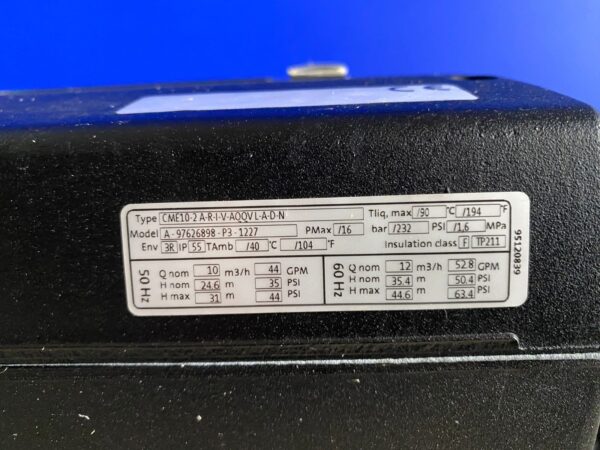 Type CME10-2 A-R-I-V-AQQV L-A-D-N Tliq, max /90 °C /194 °F
Model A - 97626898 - P3 - 1227 PMax /16 bar /232 PSI /1,6 MPa
Env 3R IP 55 TAmb /40 °C /104 °F Insulation class F TP211
50 Hz
Q nom 10 m3/h 44 GPM
H nom 24.6 m 35 PSI
H max 31 m 44 PSI
60 Hz
Q nom 12 m3/h 52.8 GPM
H nom 35.4 m 50.4 PSI
H max 44.6 m 63.4 PSI
95120839